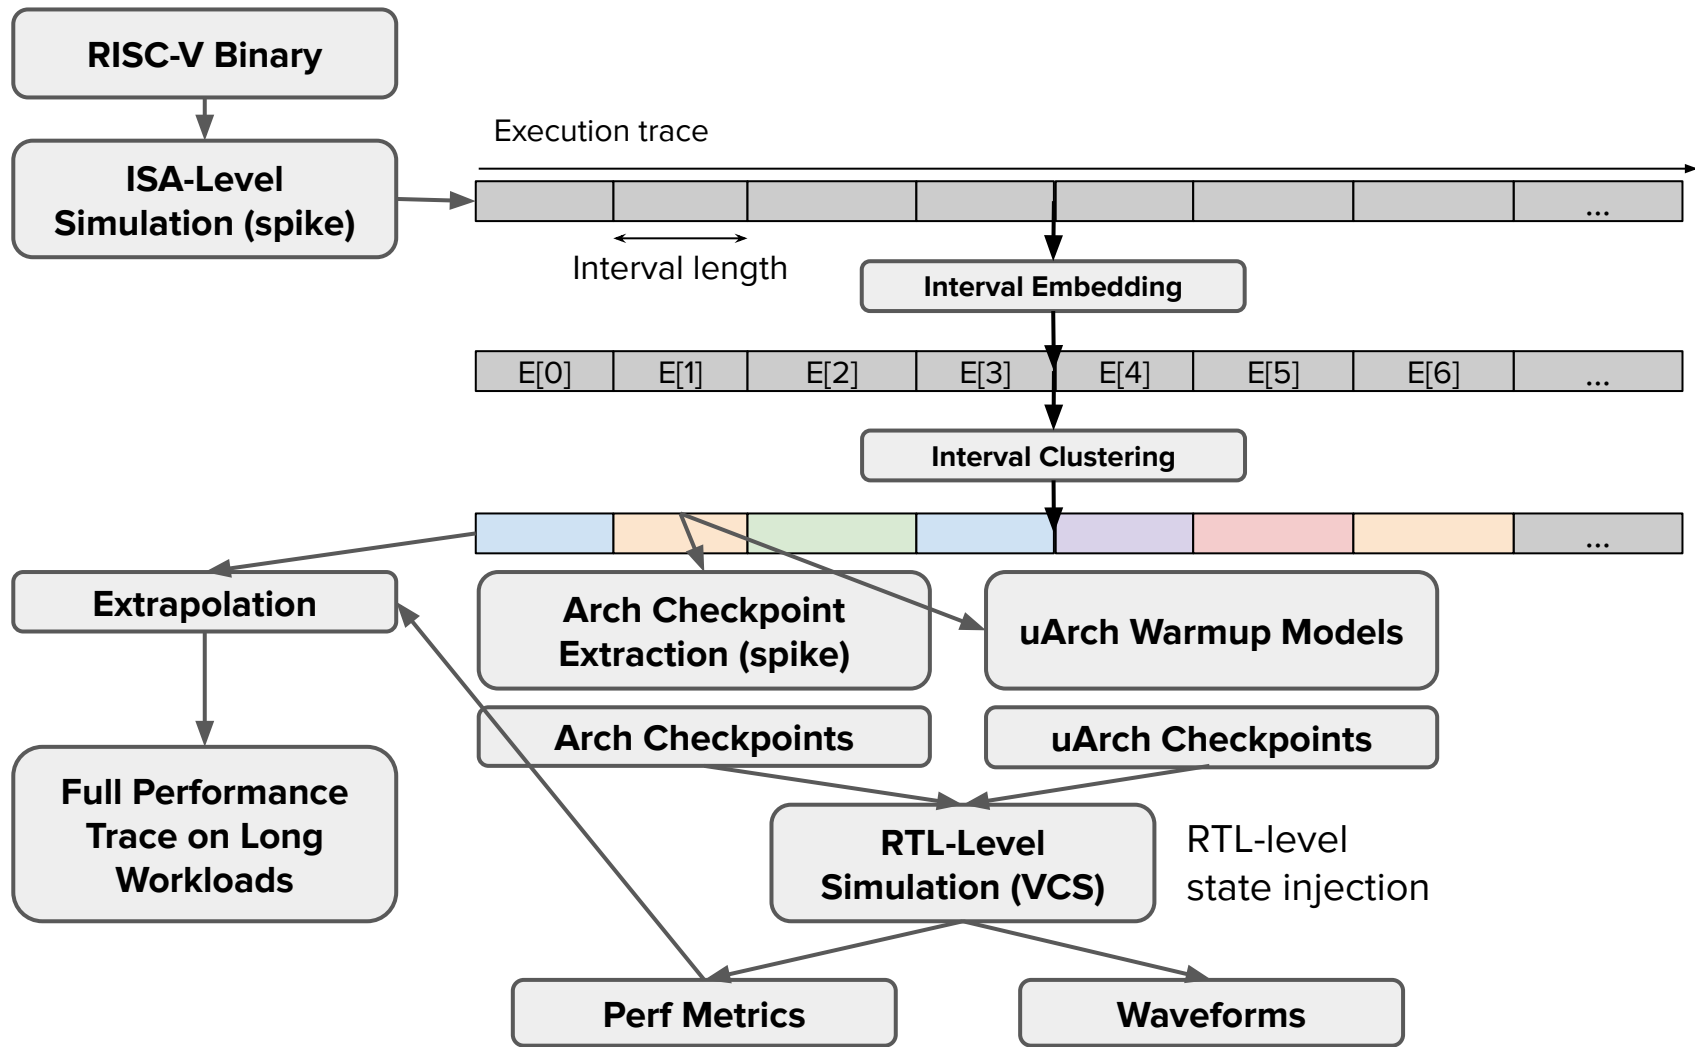 RISC-V Binary
Execution trace
ISA-Level
Simulation (spike)
...
Interval length
Interval Embedding
E[0] E[1] E[2] E[3] E[4] E[5] E[6] ...
Interval Clustering
...
Extrapolation
Arch Checkpoint
Extraction (spike)
uArch Warmup Models
Arch Checkpoints
uArch Checkpoints
Full Performance
Trace on Long
Workloads
RTL-Level
Simulation (VCS)
RTL-level
state injection
Perf Metrics
Waveforms